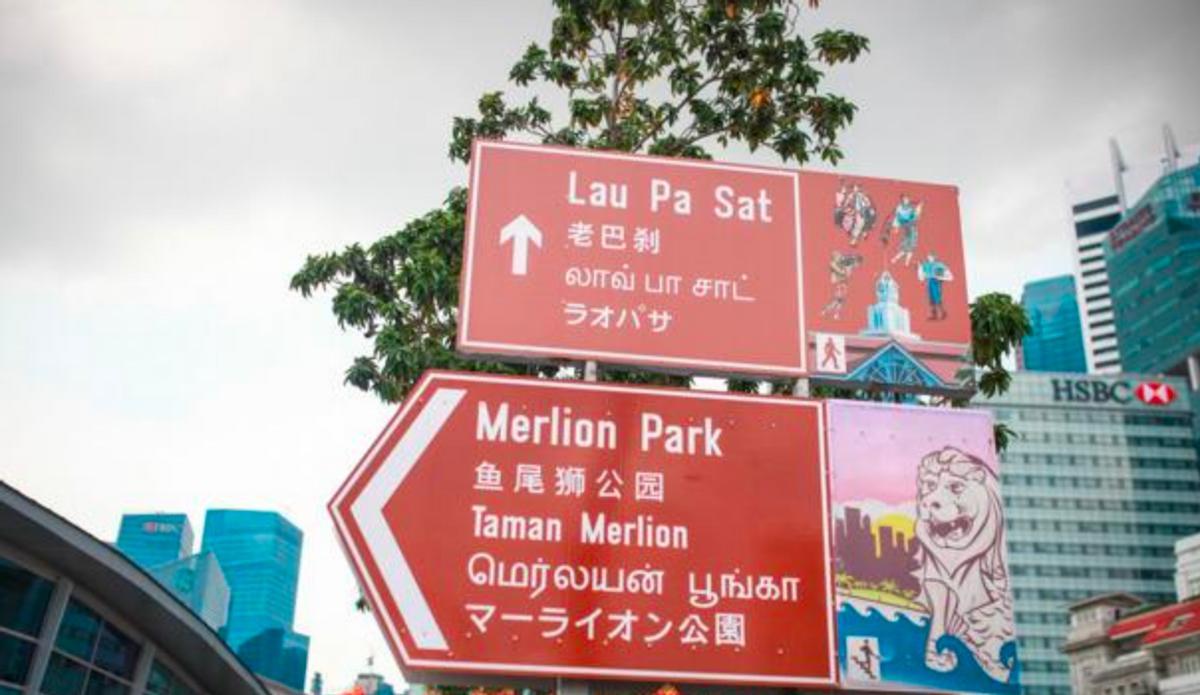 Lau Pa Sat
老巴刹
லாவ் பா சாட்
ラオパサ
HSBC
Merlion Park
鱼尾狮公园
Taman Merlion
மெர்லயன் பூங்கா
マーライオン公園